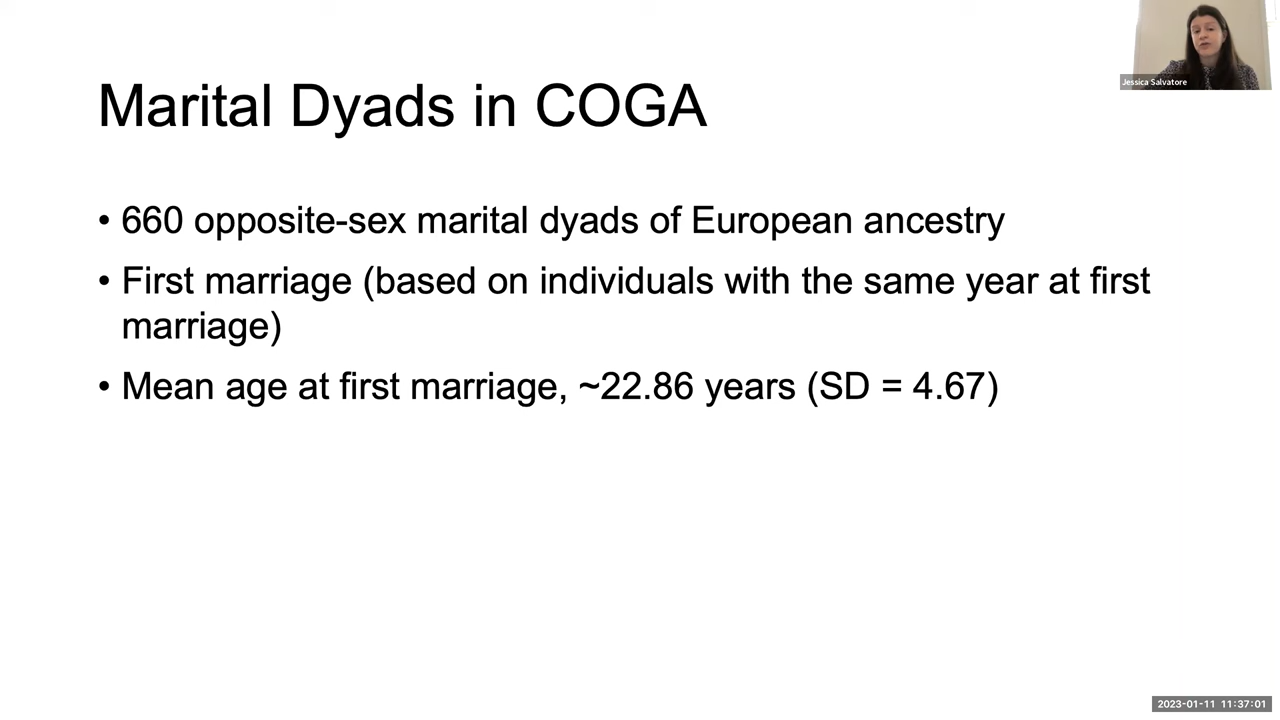 Jessica Salvatore
Marital Dyads in COGA
• 660 opposite-sex marital dyads of European ancestry
• First marriage (based on individuals with the same year at first
marriage)
• Mean age at first marriage, ~22.86 years (SD = 4.67)
2023-01-11 11:37:01